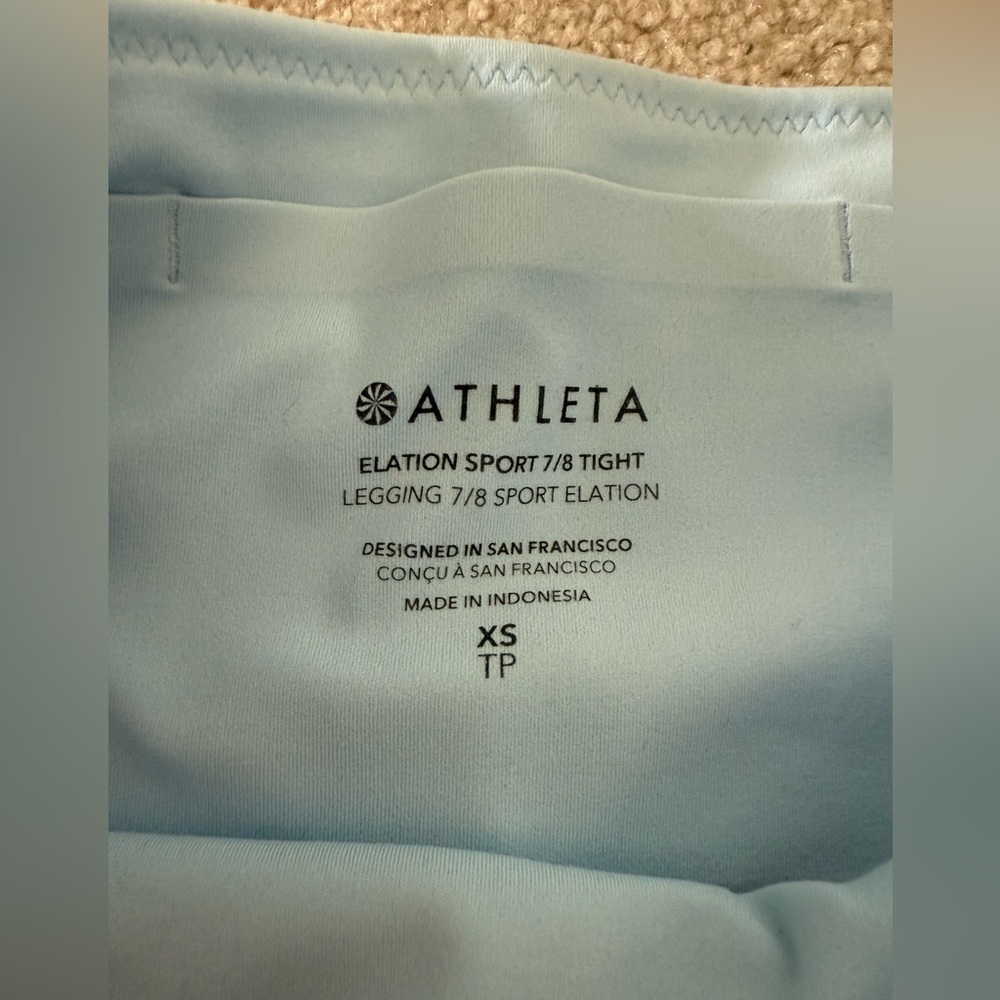 ATHLETA
ELATION SPORT 7/8 TIGHT
LEGGING 7/8 SPORT ELATION
DESIGNED IN SAN FRANCISCO
CONÇU À SAN FRANCISCO
MADE IN INDONESIA
XS
TP